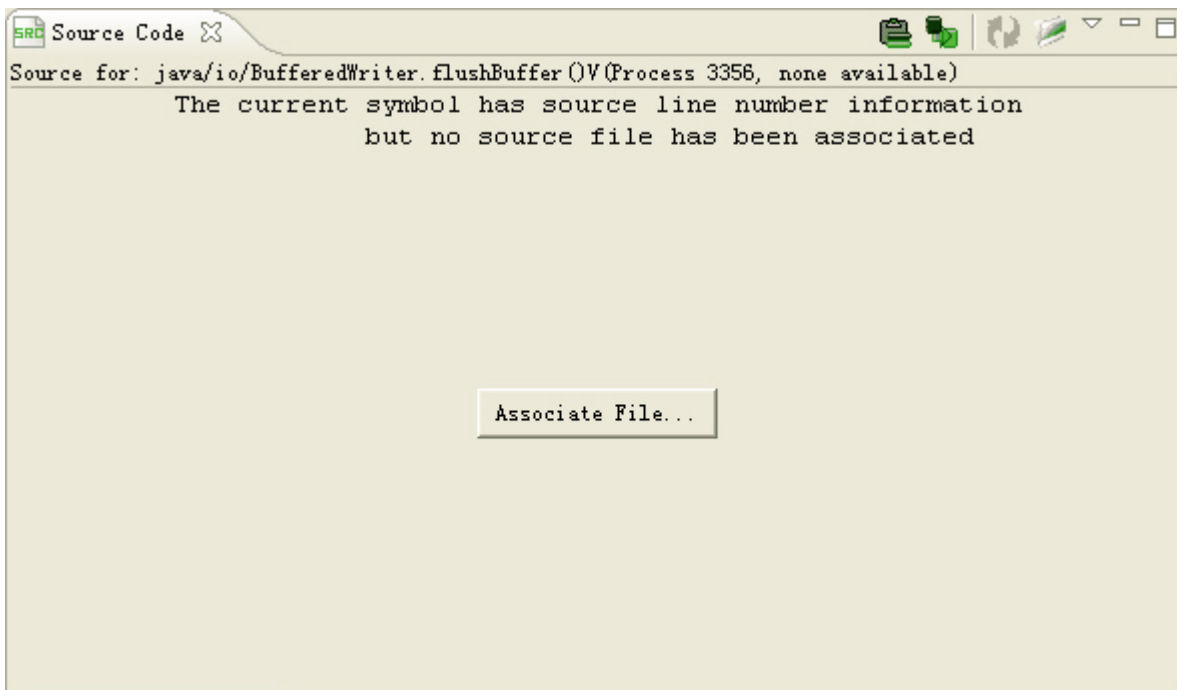 SRC Source Code
Source for: java/io/BufferedWriter.flushBuffer()V(Process 3356, none available)
The current symbol has source line number information
but no source file has been associated
Associate File...